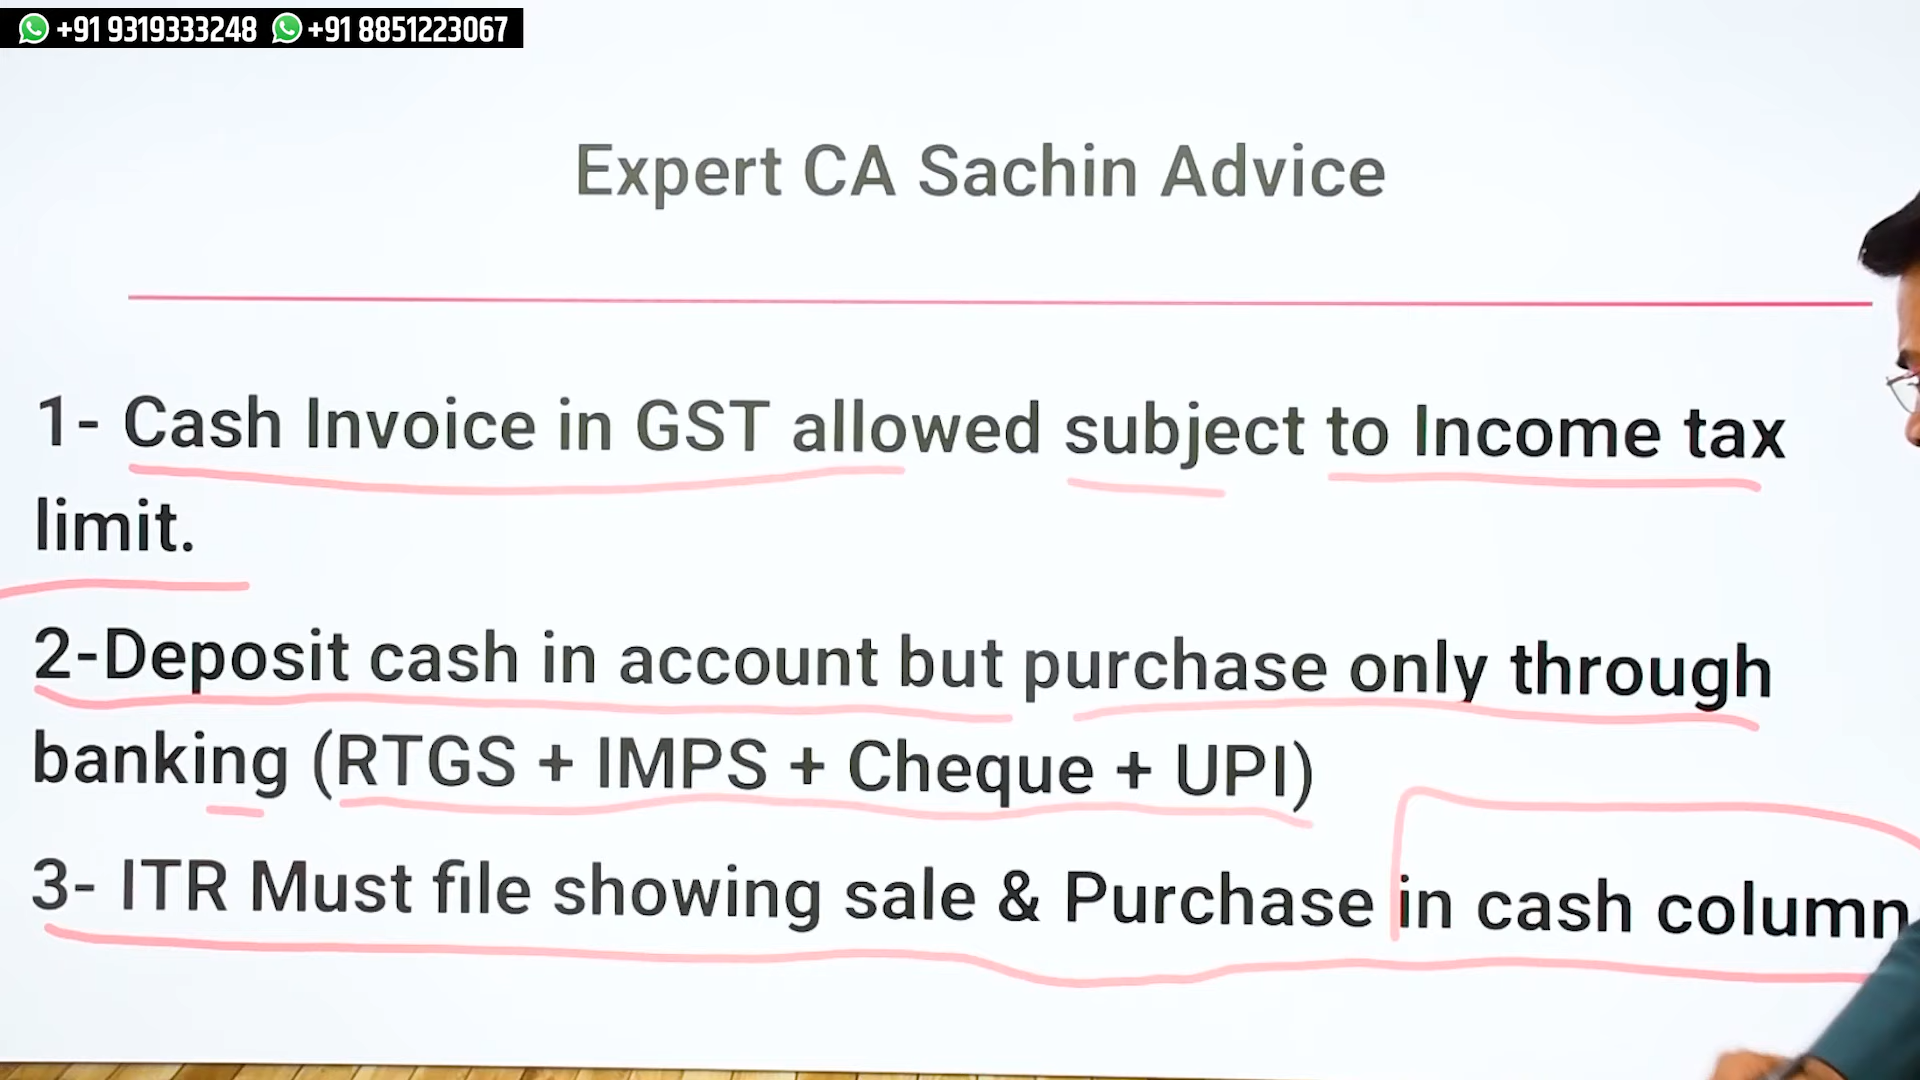 +91 9319333248 +91 8851223067
Expert CA Sachin Advice
1- Cash Invoice in GST allowed subject to Income tax
limit.
2-Deposit cash in account but purchase only through
banking (RTGS + IMPS + Cheque + UPI)
3- ITR Must file showing sale & Purchase in cash column